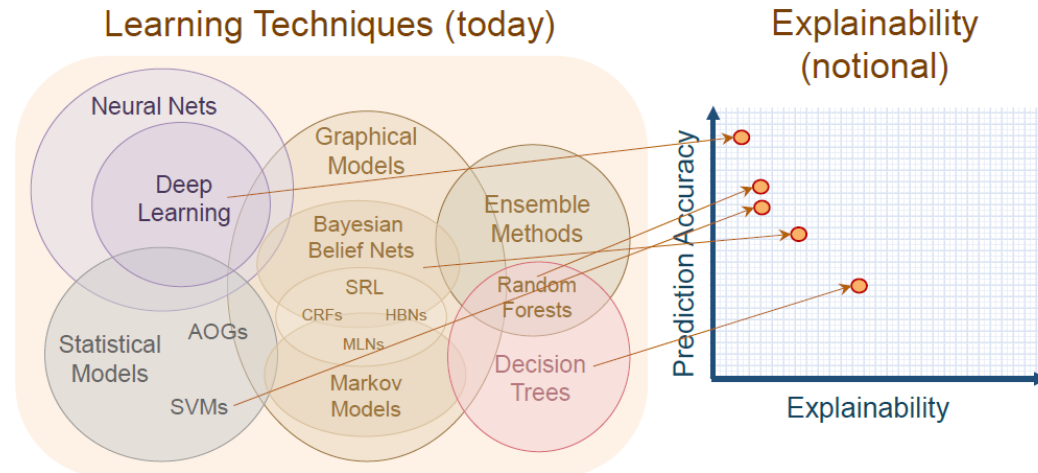 Learning Techniques (today)
Neural Nets
Deep
Learning
Graphical
Models
Bayesian
Belief Nets
SRL
CRFs
HBNs
MLNs
Markov
Models
Ensemble
Methods
Random
Forests
Decision
Trees
Statistical
Models
AOGs
SVMs
Explainability
(notional)
Prediction Accuracy
Explainability